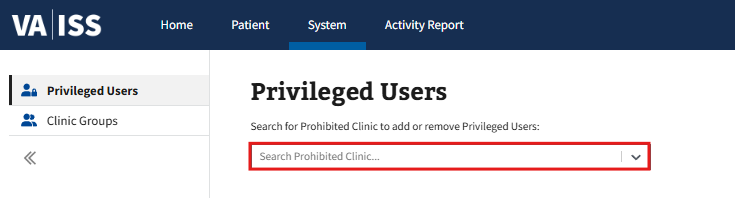 VA | ISS Home Patient System Activity Report
Privileged Users
Clinic Groups
Privileged Users
Search for Prohibited Clinic to add or remove Privileged Users:
Search Prohibited Clinic...